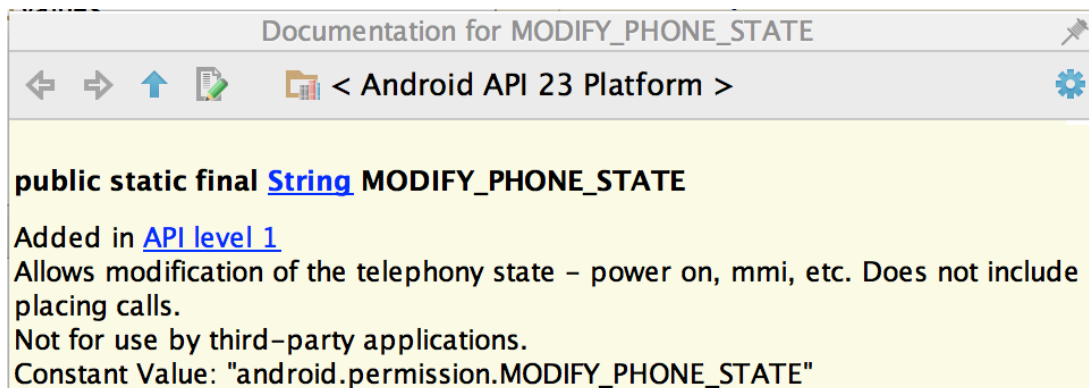 Documentation for MODIFY_PHONE_STATE
< Android API 23 Platform >
public static final String MODIFY_PHONE_STATE
Added in API level 1
Allows modification of the telephony state – power on, mmi, etc. Does not include
placing calls.
Not for use by third–party applications.
Constant Value: "android.permission.MODIFY_PHONE_STATE"